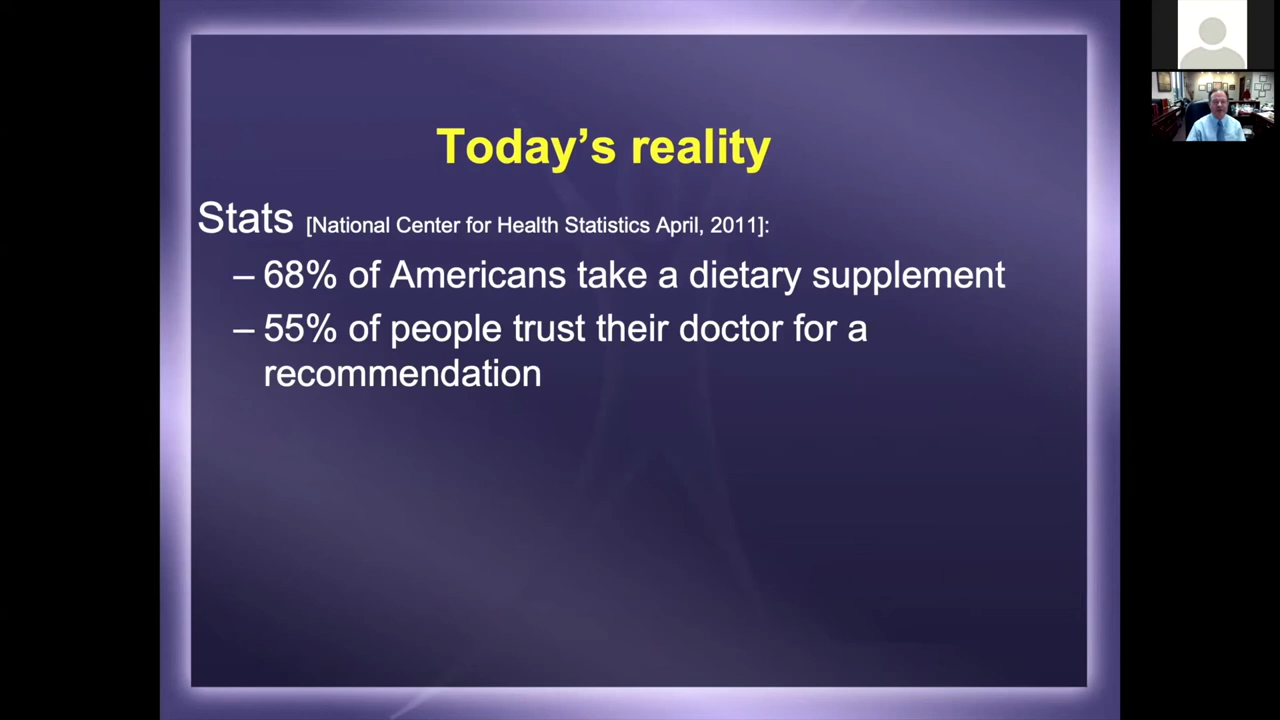 Today's reality
Stats [National Center for Health Statistics April, 2011]:
– 68% of Americans take a dietary supplement
– 55% of people trust their doctor for a
recommendation